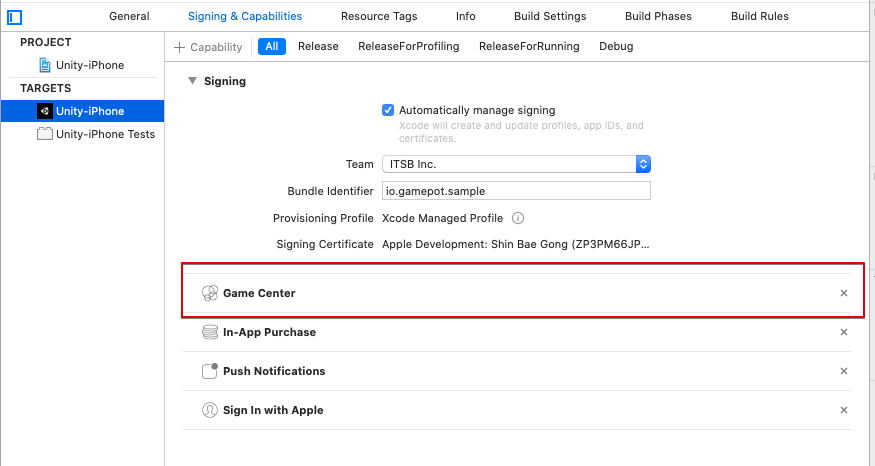 General Signing & Capabilities Resource Tags Info Build Settings Build Phases Build Rules
PROJECT
Unity-iPhone
TARGETS
Unity-iPhone
Unity-iPhone Tests
+ Capability All Release ReleaseForProfiling ReleaseForRunning Debug
Signing
Automatically manage signing
Xcode will create and update profiles, app IDs, and
certificates.
Team ITSB Inc.
Bundle Identifier io.gamepot.sample
Provisioning Profile Xcode Managed Profile
Signing Certificate Apple Development: Shin Bae Gong (ZP3PM66JP...
Game Center
In-App Purchase
Push Notifications
Sign In with Apple